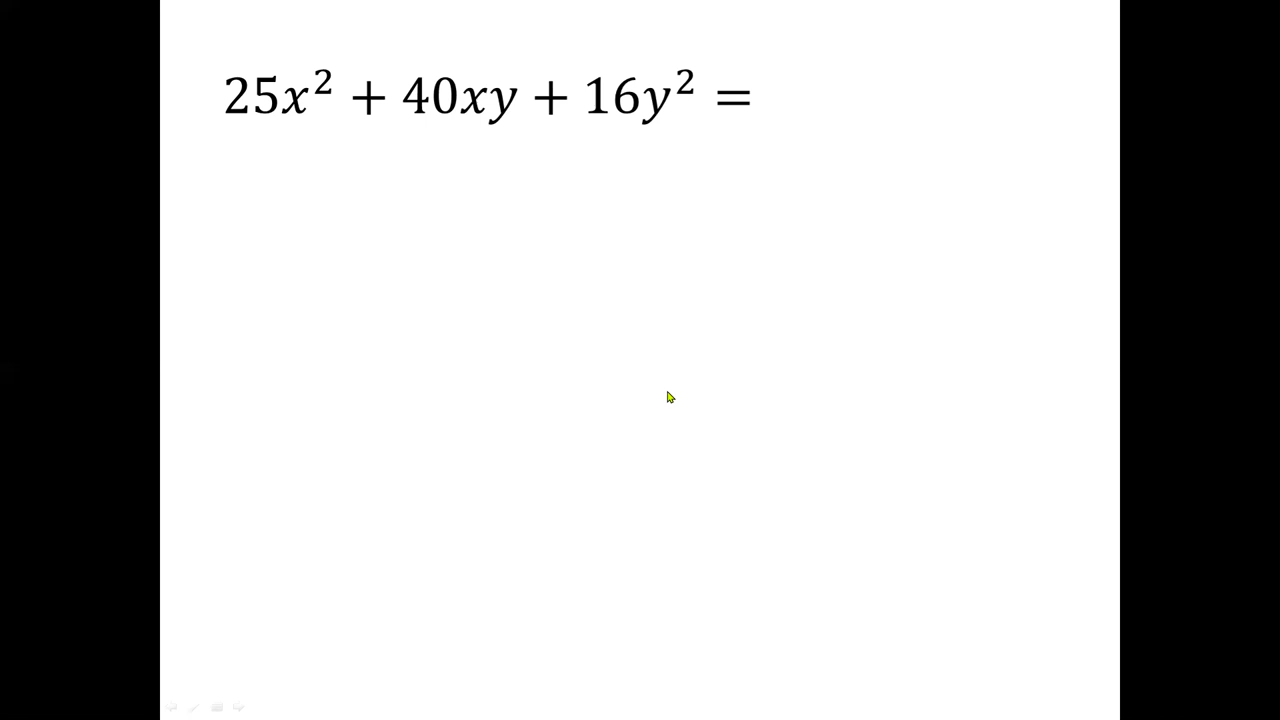 25x² + 40xy + 16y² =